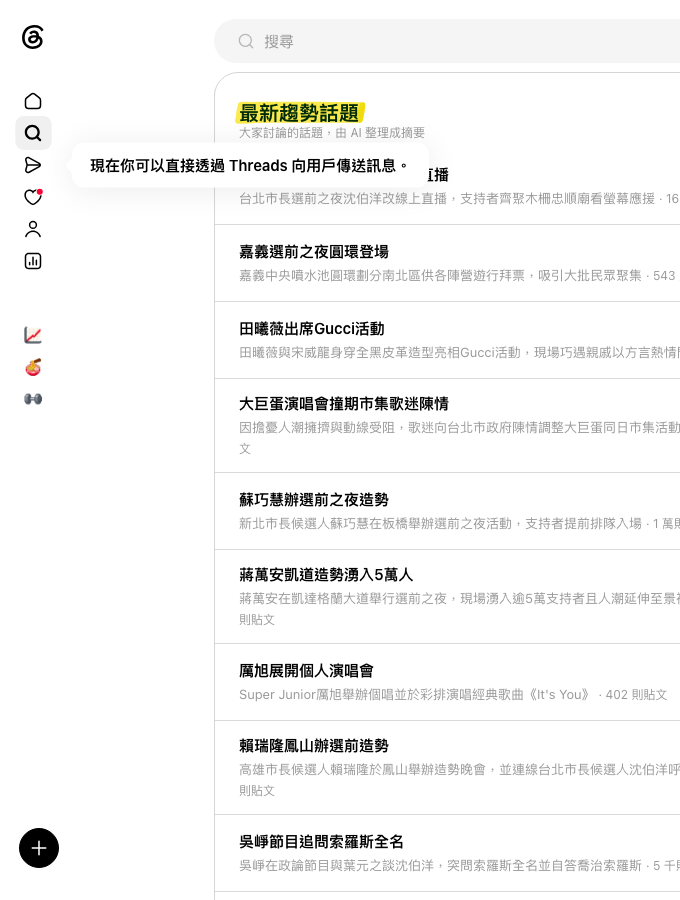 搜尋
最新趨勢話題
大家討論的話題，由 AI 整理成摘要
現在你可以直接透過 Threads 向用戶傳送訊息。
直播
台北市長選前之夜沈伯洋改線上直播，支持者齊聚木柵忠順廟看螢幕應援 · 16
嘉義選前之夜圓環登場
嘉義中央噴水池圓環劃分南北區供各陣營遊行拜票，吸引大批民眾聚集 · 543
田曦薇出席Gucci活動
田曦薇與宋威龍身穿全黑皮革造型亮相Gucci活動，現場巧遇親戚以方言熱情
大巨蛋演唱會撞期市集歌迷陳情
因擔憂人潮擁擠與動線受阻，歌迷向台北市政府陳情調整大巨蛋同日市集活動
文
蘇巧慧辦選前之夜造勢
新北市長候選人蘇巧慧在板橋舉辦選前之夜活動，支持者提前排隊入場 · 1 萬
蔣萬安凱道造勢湧入5萬人
蔣萬安在凱達格蘭大道舉行選前之夜，現場湧入逾5萬支持者且人潮延伸至景
則貼文
厲旭展開個人演唱會
Super Junior厲旭舉辦個唱並於彩排演唱經典歌曲《It's You》 · 402 則貼文
賴瑞隆鳳山辦選前造勢
高雄市長候選人賴瑞隆於鳳山舉辦造勢晚會，並連線台北市長候選人沈伯洋呼
則貼文
吳崢節目追問索羅斯全名
吳崢在政論節目與葉元之談沈伯洋，突問索羅斯全名並自答喬治索羅斯 · 5 千